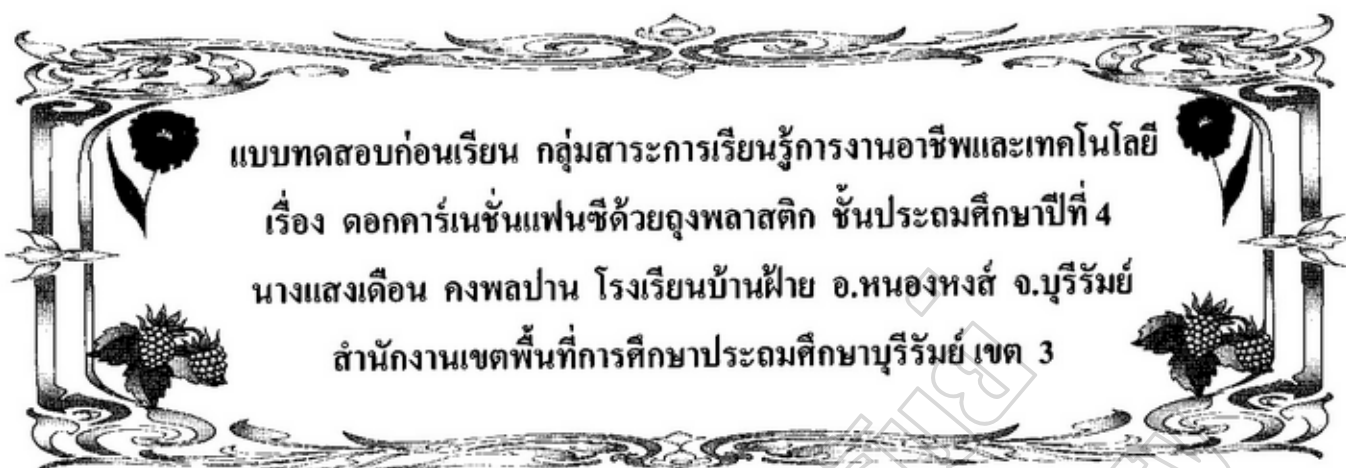 แบบทดสอบก่อนเรียน กลุ่มสาระการเรียนรู้การงานอาชีพและเทคโนโลยี
เรื่อง ดอกคาร์เนชั่นแฟนซีด้วยถุงพลาสติก ชั้นประถมศึกษาปีที่ 4
นางแสงเดือน คงพลปาน โรงเรียนบ้านฝ้าย อ.หนองหงส์ จ.บุรีรัมย์
สำนักงานเขตพื้นที่การศึกษาประถมศึกษาบุรีรัมย์ เขต 3